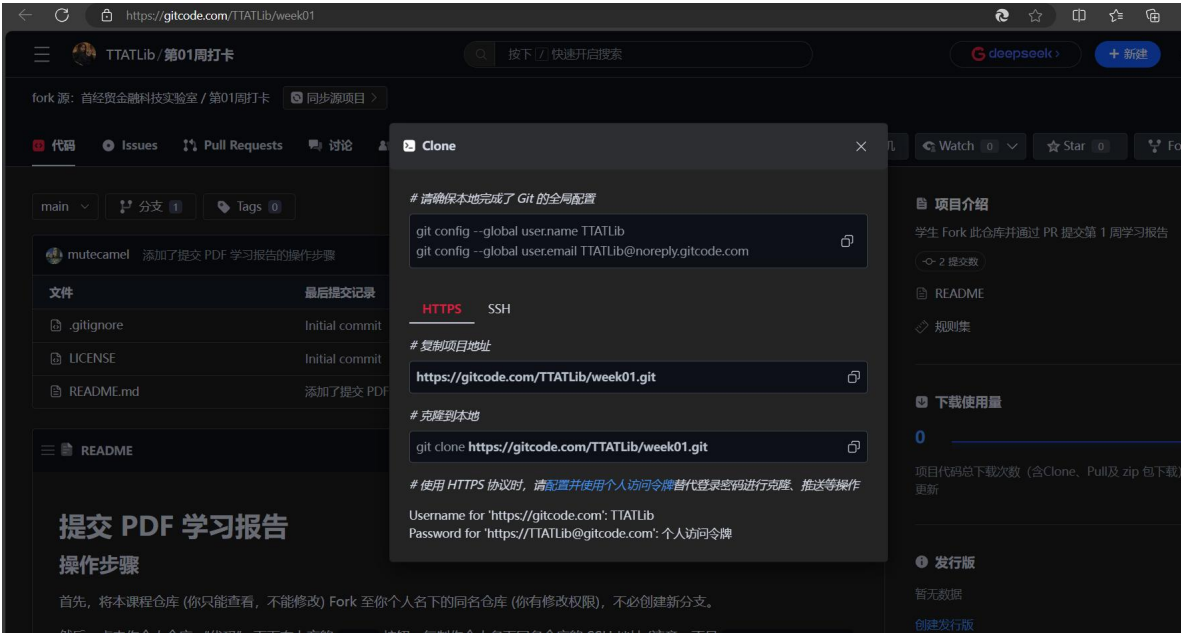 https://gitcode.com/TTATLib/week01
TTATLib/第01周打卡
按下 / 快速开启搜索
deepseek
+ 新建
fork 源：首经贸金融科技实验室 / 第01周打卡
同步源项目
代码
Issues
Pull Requests
讨论
Watch 0
Star 0
Fo
main
分支 1
Tags 0
mutecamel 添加了提交 PDF 学习报告的操作步骤
文件 最后提交记录
.gitignore Initial commit
LICENSE Initial commit
README.md 添加了提交 PDF
README
提交 PDF 学习报告
操作步骤
首先，将本课程仓库 (你只能查看，不能修改) Fork 至你个人名下的同名仓库 (你有修改权限)，不必创建新分支。
Clone
# 请确保本地完成了 Git 的全局配置
git config --global user.name TTATLib
git config --global user.email TTATLib@noreply.gitcode.com
HTTPS
SSH
# 复制项目地址
https://gitcode.com/TTATLib/week01.git
# 克隆到本地
git clone https://gitcode.com/TTATLib/week01.git
# 使用 HTTPS 协议时，请配置并使用个人访问令牌替代登录密码进行克隆、推送等操作
Username for 'https://gitcode.com': TTATLib
Password for 'https://TTATLib@gitcode.com': 个人访问令牌
项目介绍
学生 Fork 此仓库并通过 PR 提交第 1 周学习报告
2 提交数
README
规则集
下载使用量
0
项目代码总下载次数（含Clone、Pull及 zip 包下载）
更新
发行版
暂无数据
创建发行版